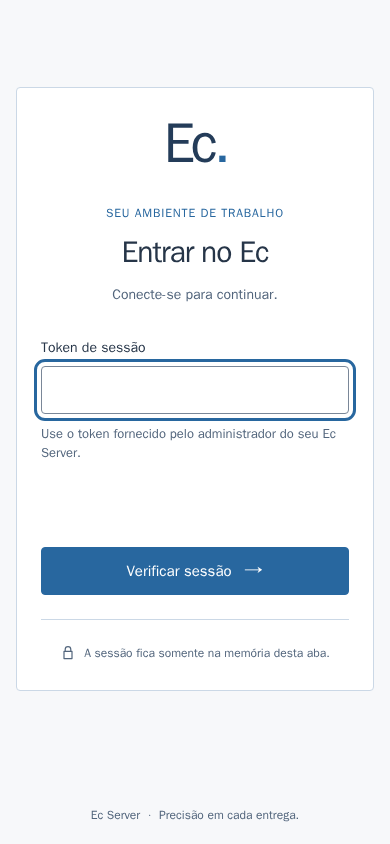 Ec.
SEU AMBIENTE DE TRABALHO
Entrar no Ec
Conecte-se para continuar.
Token de sessão
Use o token fornecido pelo administrador do seu Ec
Server.
Verificar sessão →
A sessão fica somente na memória desta aba.
Ec Server · Precisão em cada entrega.